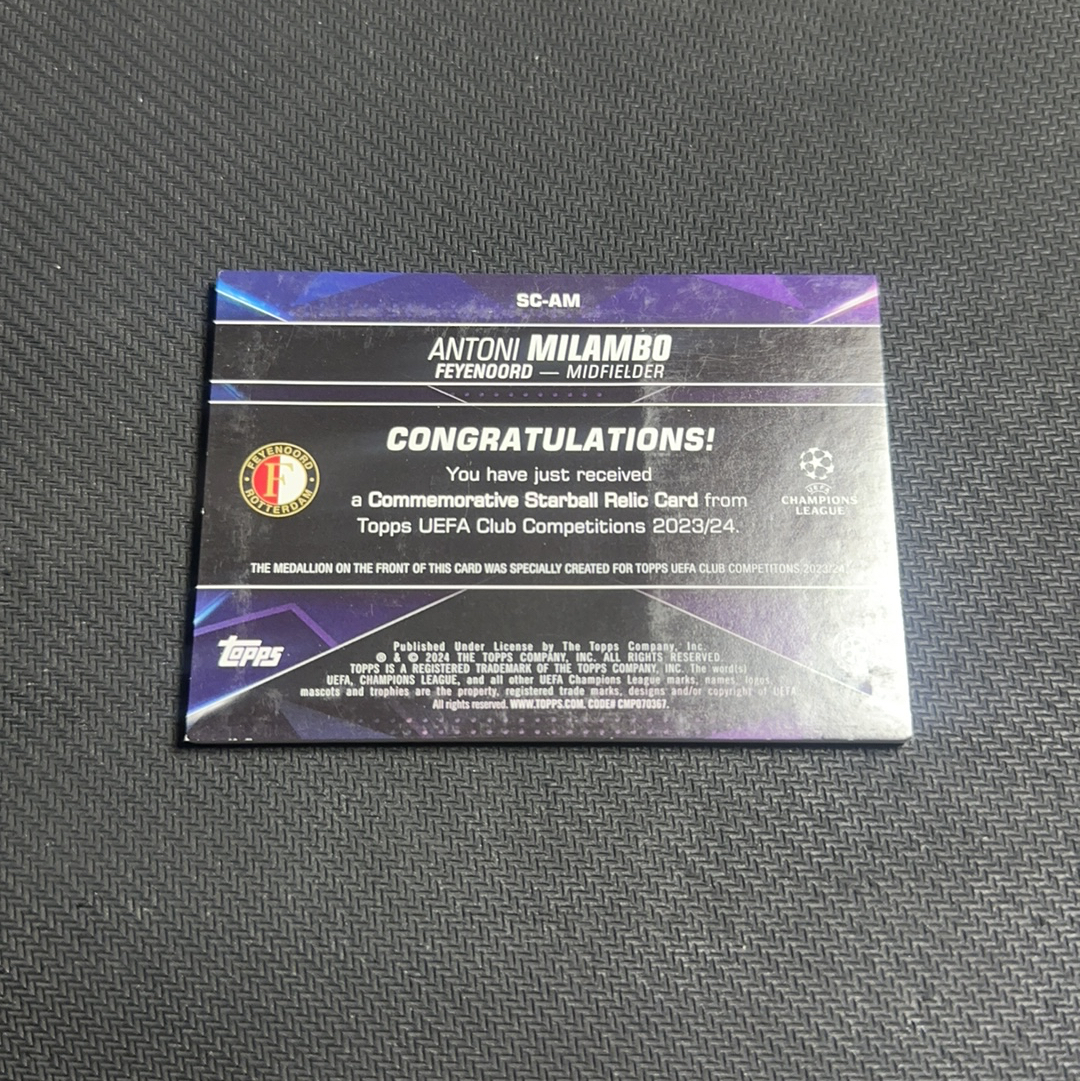 SC-AM
ANTONI MILAMBO
FEYENOORD — MIDFIELDER
CONGRATULATIONS!
You have just received
a Commemorative Starball Relic Card from
Topps UEFA Club Competitions 2023/24.
FEYENOORD
ROTTERDAM
F
UEFA
CHAMPIONS
LEAGUE
THE MEDALLION ON THE FRONT OF THIS CARD WAS SPECIALLY CREATED FOR TOPPS UEFA CLUB COMPETITONS 2023/24.
topps
Published Under License by The Topps Company, Inc.
® & © 2024 THE TOPPS COMPANY, INC. ALL RIGHTS RESERVED.
TOPPS IS A REGISTERED TRADEMARK OF THE TOPPS COMPANY, INC. The word(s)
UEFA, CHAMPIONS LEAGUE, and all other UEFA Champions League marks, names, logos,
mascots and trophies are the property, registered trade marks, designs and/or copyright of UEFA.
All rights reserved. WWW.TOPPS.COM. CODE# CMP070367.